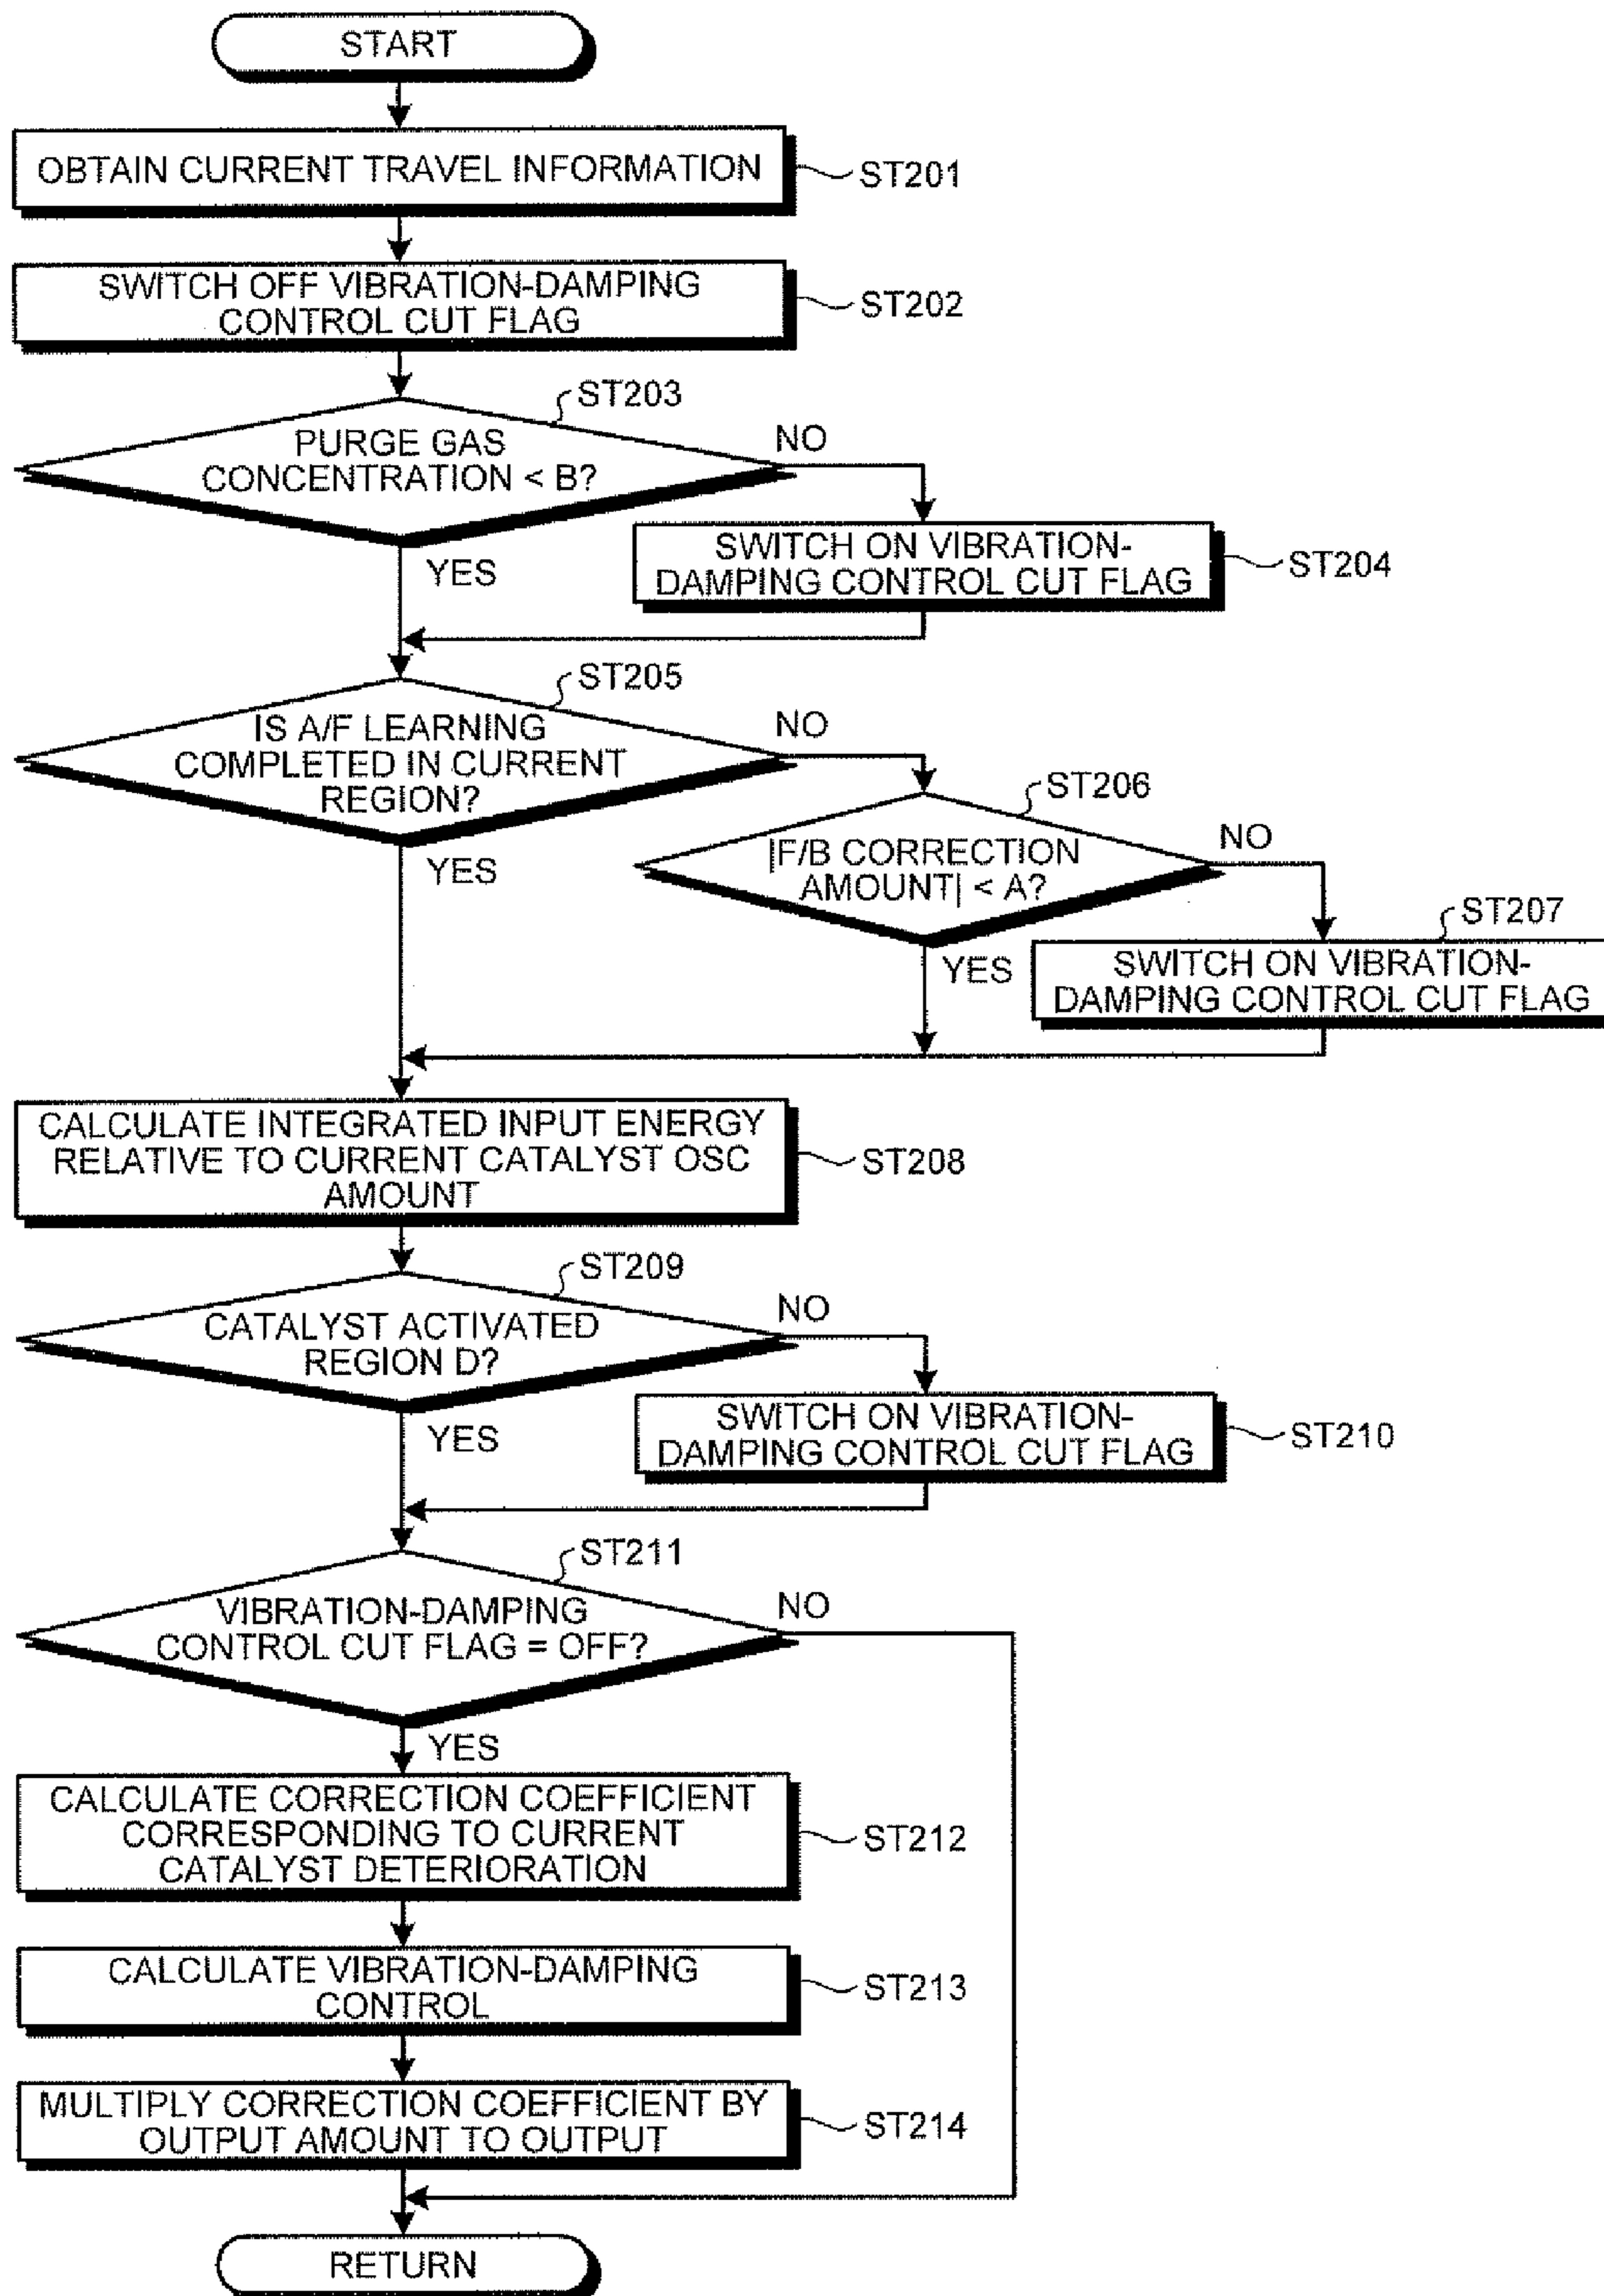 START
OBTAIN CURRENT TRAVEL INFORMATION
ST201
SWITCH OFF VIBRATION-DAMPING
CONTROL CUT FLAG
ST202
ST203
PURGE GAS
CONCENTRATION < B?
NO
YES
SWITCH ON VIBRATION-
DAMPING CONTROL CUT FLAG
ST204
ST205
IS A/F LEARNING
COMPLETED IN CURRENT
REGION?
NO
YES
ST206
|F/B CORRECTION
AMOUNT| < A?
NO
YES
ST207
SWITCH ON VIBRATION-
DAMPING CONTROL CUT FLAG
CALCULATE INTEGRATED INPUT ENERGY
RELATIVE TO CURRENT CATALYST OSC
AMOUNT
ST208
ST209
CATALYST ACTIVATED
REGION D?
NO
YES
SWITCH ON VIBRATION-
DAMPING CONTROL CUT FLAG
ST210
ST211
VIBRATION-DAMPING
CONTROL CUT FLAG = OFF?
NO
YES
CALCULATE CORRECTION COEFFICIENT
CORRESPONDING TO CURRENT
CATALYST DETERIORATION
ST212
CALCULATE VIBRATION-DAMPING
CONTROL
ST213
MULTIPLY CORRECTION COEFFICIENT BY
OUTPUT AMOUNT TO OUTPUT
ST214
RETURN